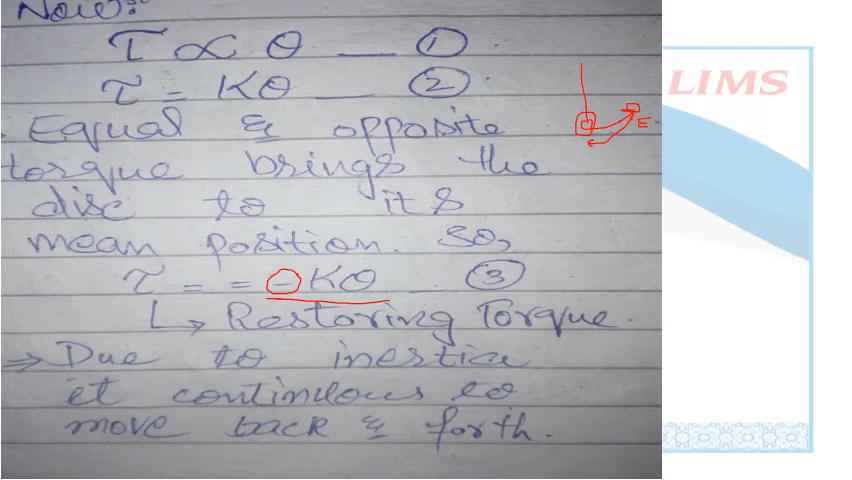 Now:
τ ∝ θ — ①
τ = Kθ — ②
LIMS
Equal & opposite
E
torque brings the
disc to its
mean position. so,
τ = = -Kθ — ③
↳ Restoring Torque.
⇒ Due to inertia
it continuous to
move back & forth.